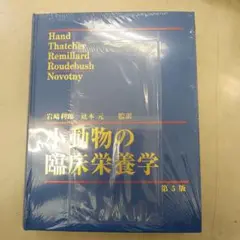 Hand
Thatcher
Remillard
Roudebush
Novotny
岩﨑利郎 辻本 元 監訳
小動物の
臨床栄養学
第5版